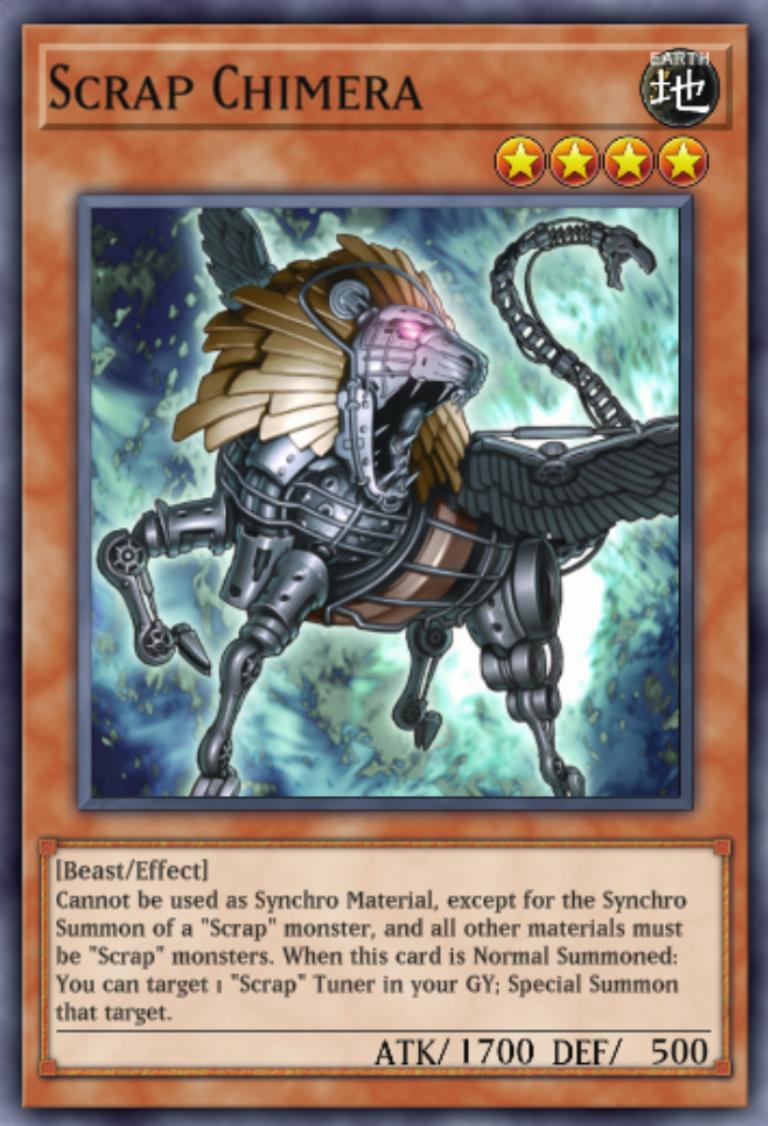 Scrap Chimera
EARTH
地
[Beast/Effect]
Cannot be used as Synchro Material, except for the Synchro
Summon of a "Scrap" monster, and all other materials must
be "Scrap" monsters. When this card is Normal Summoned:
You can target 1 "Scrap" Tuner in your GY; Special Summon
that target.
ATK/ 1700 DEF/ 500